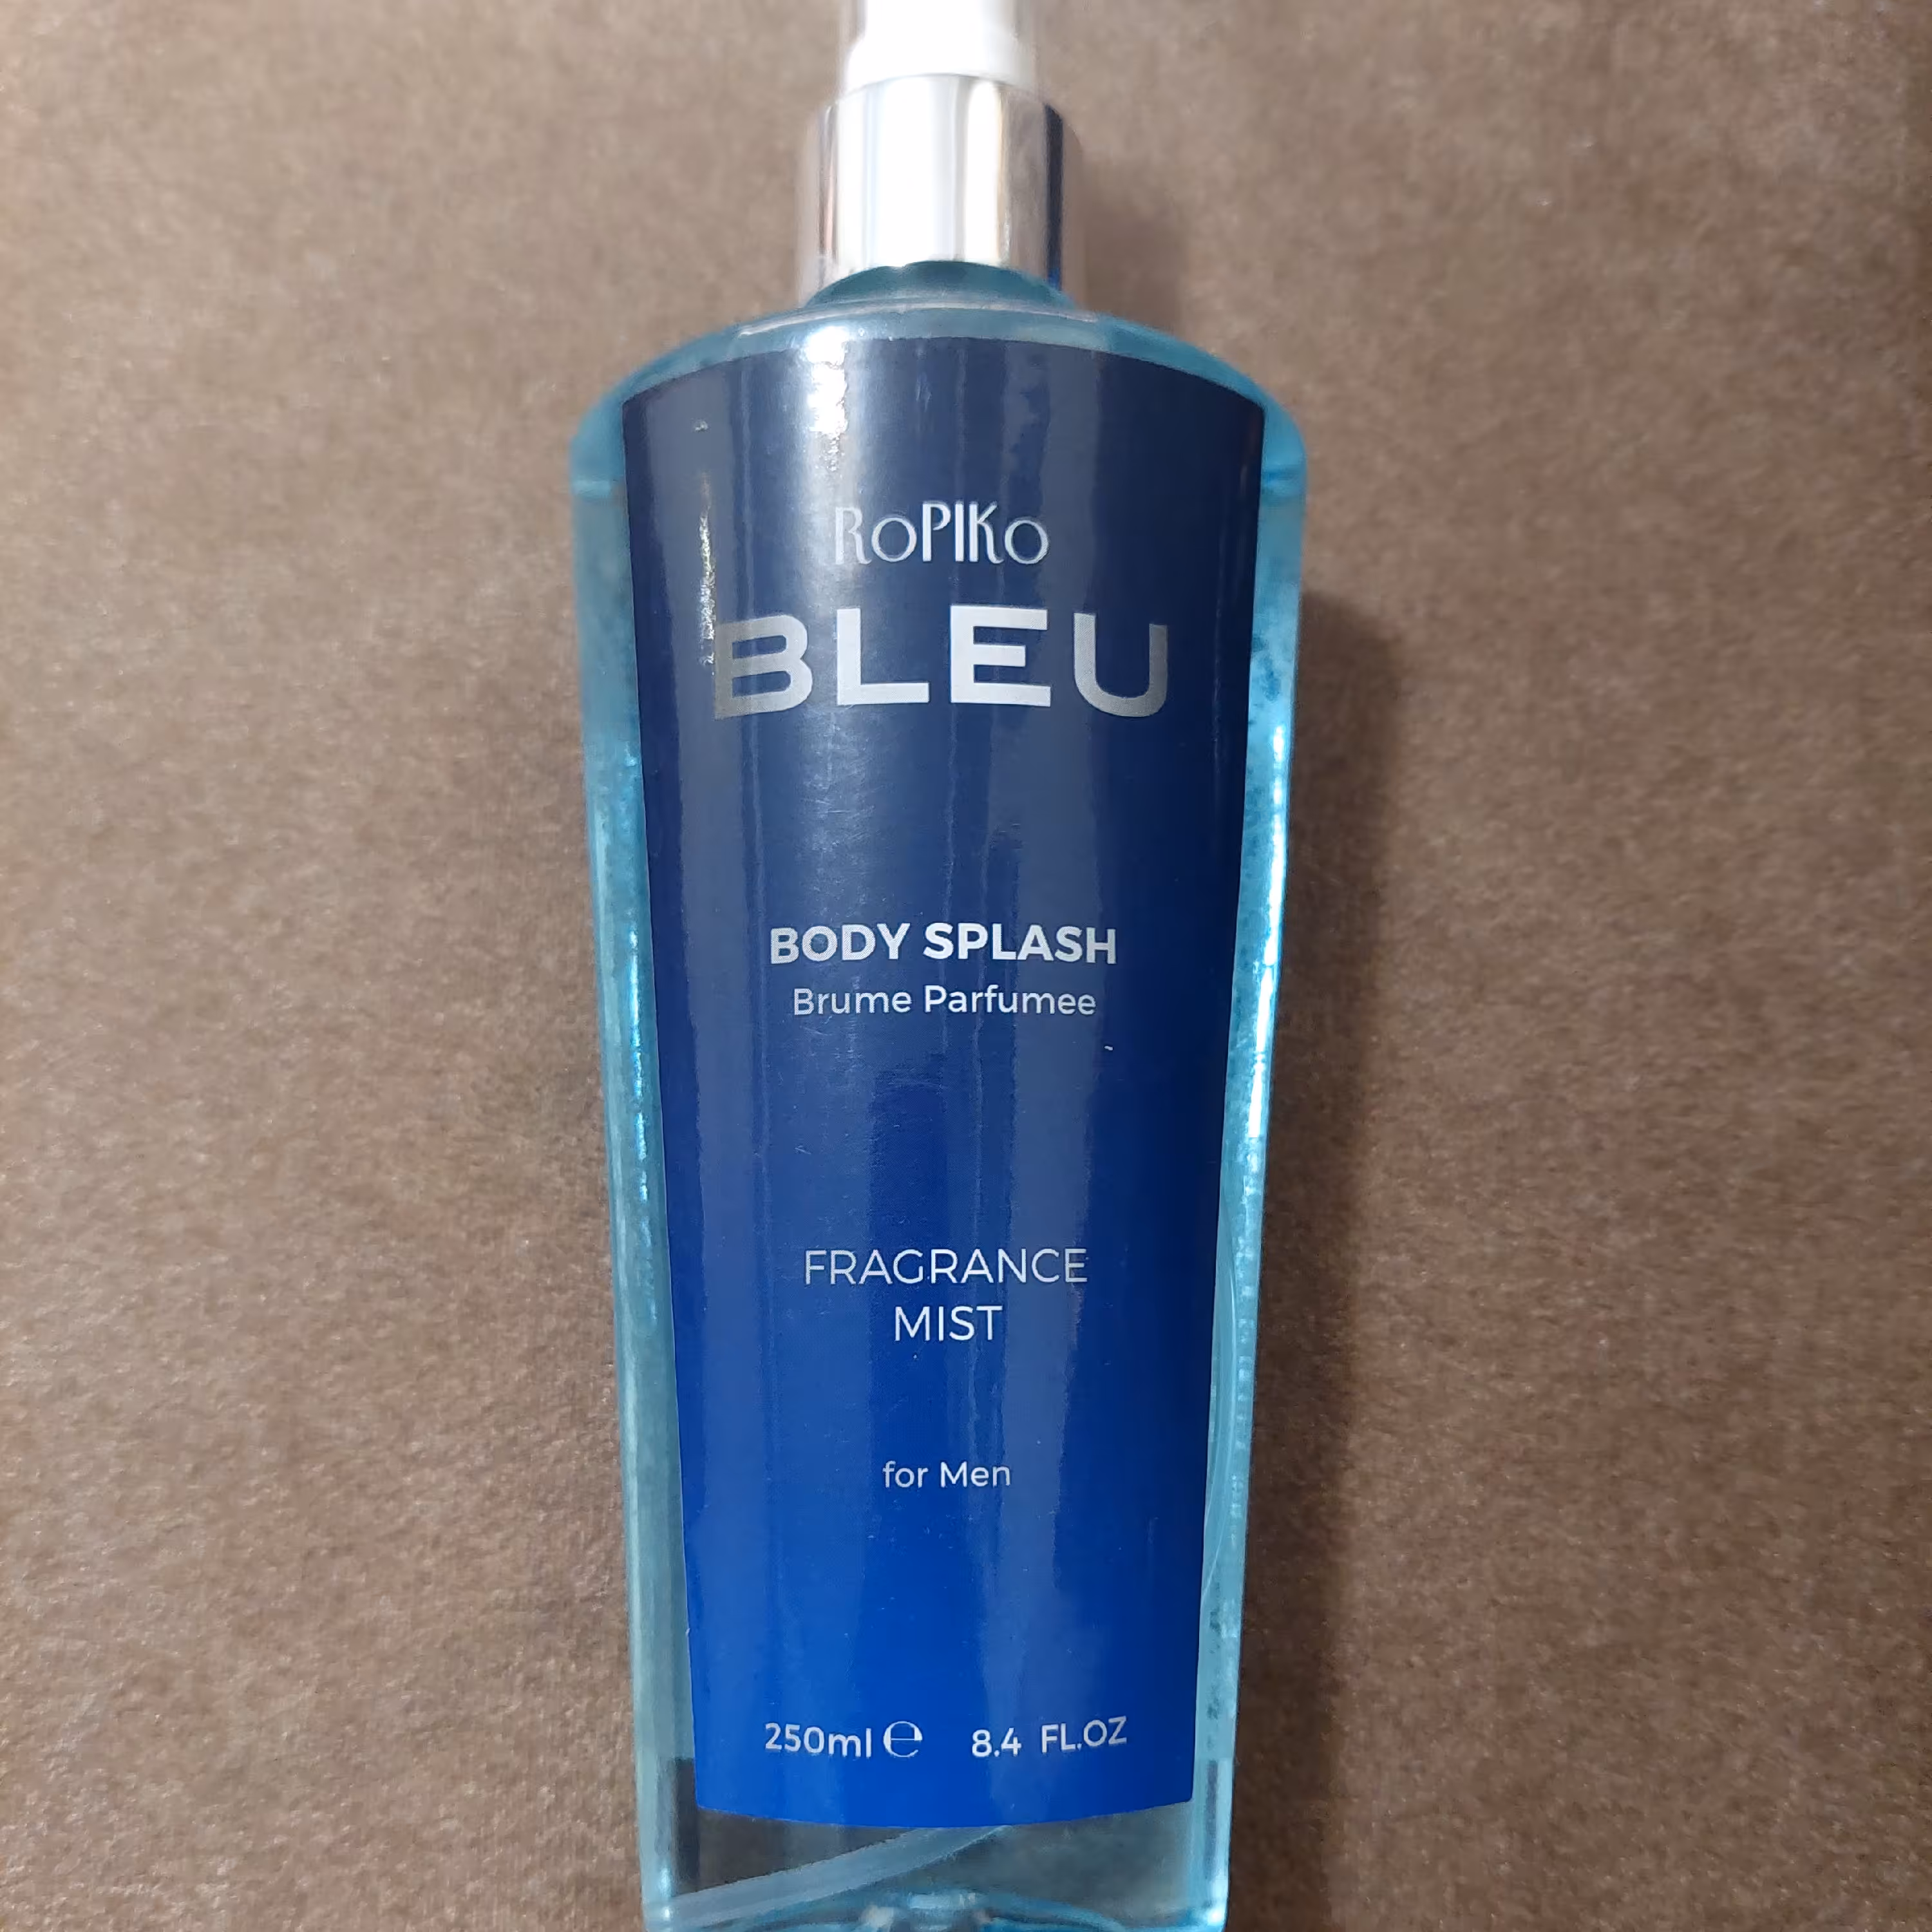 RoPIKo
BLEU
BODY SPLASH
Brume Parfumee
FRAGRANCE
MIST
for Men
250ml ℮ 8.4 FL.OZ